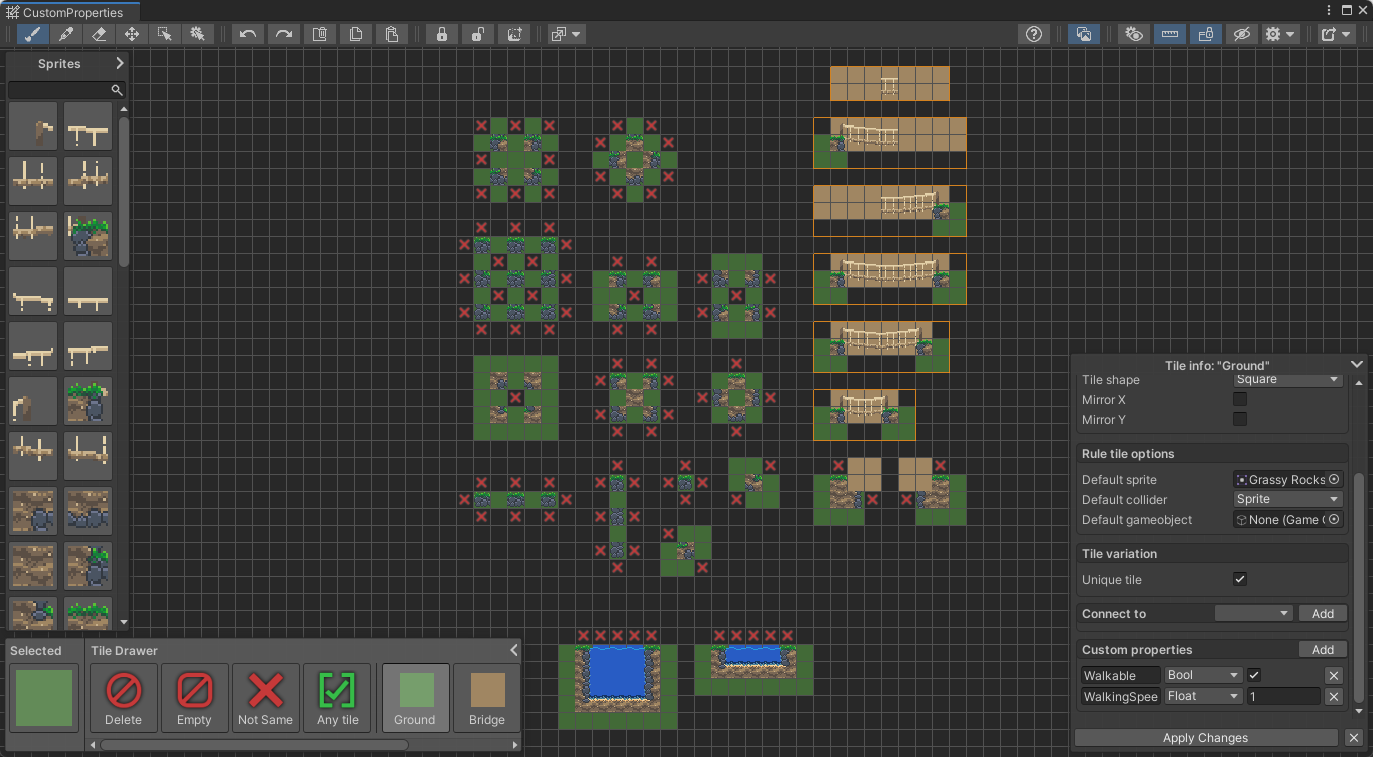 CustomProperties
Sprites
Tile info: "Ground"
Tile shape
Square
Mirror X
Mirror Y
Rule tile options
Default sprite
Grassy Rocks
Default collider
Sprite
Default gameobject
None (Game
Tile variation
Unique tile
Connect to
Add
Custom properties
Add
Walkable
Bool
WalkingSpee
Float
1
Apply Changes
Selected
Tile Drawer
Delete
Empty
Not Same
Any tile
Ground
Bridge